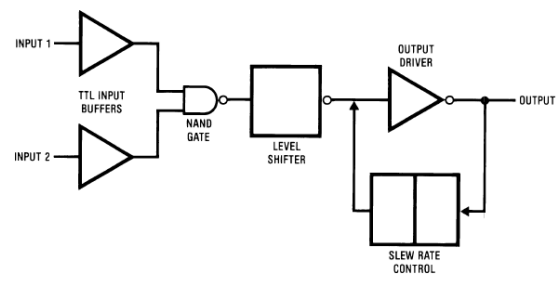 INPUT 1
TTL INPUT
BUFFERS
INPUT 2
NAND
GATE
LEVEL
SHIFTER
OUTPUT
DRIVER
OUTPUT
SLEW RATE
CONTROL